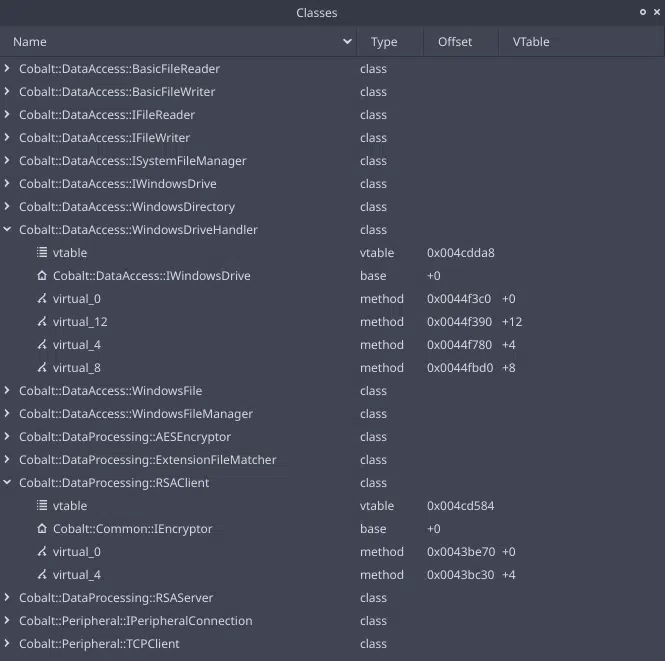 Classes
Name Type Offset VTable
Cobalt::DataAccess::BasicFileReader class
Cobalt::DataAccess::BasicFileWriter class
Cobalt::DataAccess::IFileReader class
Cobalt::DataAccess::IFileWriter class
Cobalt::DataAccess::ISystemFileManager class
Cobalt::DataAccess::IWindowsDrive class
Cobalt::DataAccess::WindowsDirectory class
Cobalt::DataAccess::WindowsDriveHandler class
vtable vtable 0x004cdda8
Cobalt::DataAccess::IWindowsDrive base +0
virtual_0 method 0x0044f3c0 +0
virtual_12 method 0x0044f390 +12
virtual_4 method 0x0044f780 +4
virtual_8 method 0x0044fbd0 +8
Cobalt::DataAccess::WindowsFile class
Cobalt::DataAccess::WindowsFileManager class
Cobalt::DataProcessing::AESEncryptor class
Cobalt::DataProcessing::ExtensionFileMatcher class
Cobalt::DataProcessing::RSAClient class
vtable vtable 0x004cd584
Cobalt::Common::IEncryptor base +0
virtual_0 method 0x0043be70 +0
virtual_4 method 0x0043bc30 +4
Cobalt::DataProcessing::RSAServer class
Cobalt::Peripheral::IPeripheralConnection class
Cobalt::Peripheral::TCPClient class